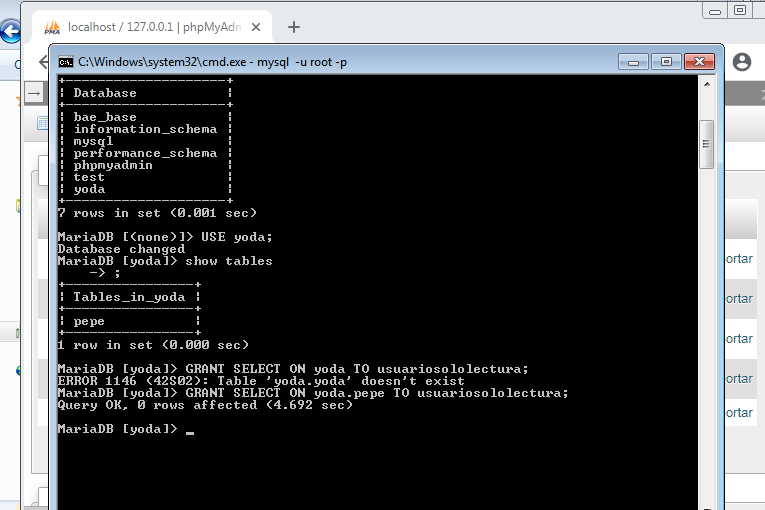 localhost / 127.0.0.1 | phpMyAdm
C:\Windows\system32\cmd.exe - mysql -u root -p
+--------------------+
| Database           |
+--------------------+
| bae_base           |
| information_schema |
| mysql              |
| performance_schema |
| phpmyadmin         |
| test               |
| yoda               |
+--------------------+
7 rows in set (0.001 sec)
MariaDB [(none)]> USE yoda;
Database changed
MariaDB [yoda]> show tables
    -> ;
+----------------+
| Tables_in_yoda |
+----------------+
| pepe           |
+----------------+
1 row in set (0.000 sec)
MariaDB [yoda]> GRANT SELECT ON yoda TO usuariosololectura;
ERROR 1146 (42S02): Table 'yoda.yoda' doesn't exist
MariaDB [yoda]> GRANT SELECT ON yoda.pepe TO usuariosololectura;
Query OK, 0 rows affected (4.692 sec)
MariaDB [yoda]> _
ortar
ortar
ortar
ortar
ortar